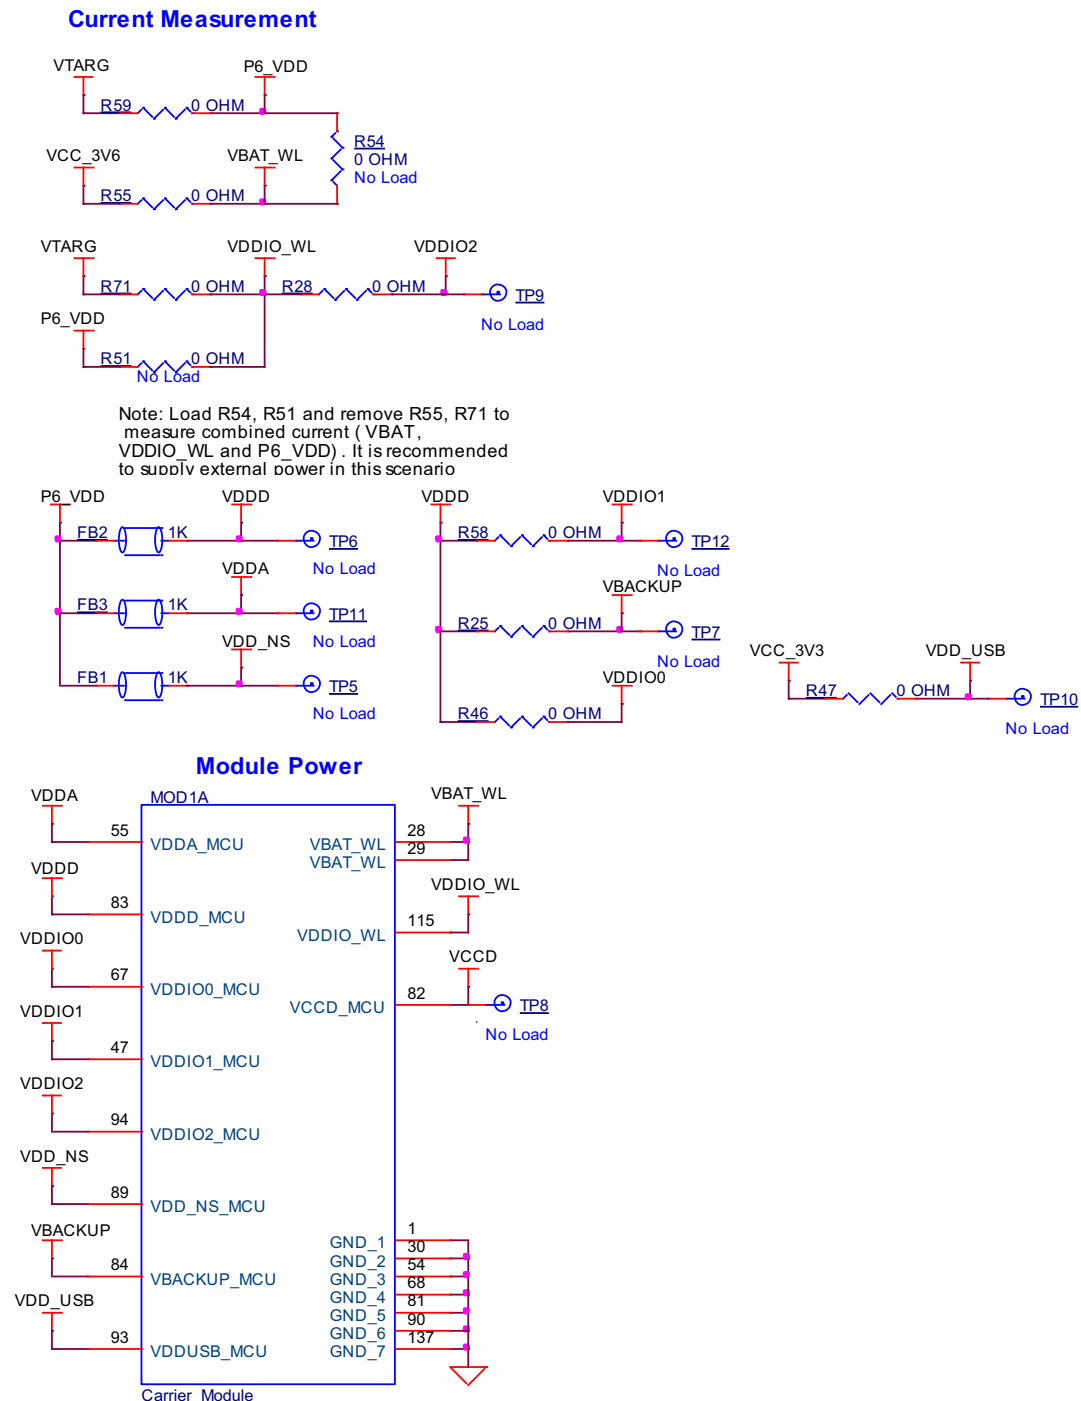 Current Measurement
VTARG P6_VDD
R59 0 OHM
R54
0 OHM
No Load
VCC_3V6 VBAT_WL
R55 0 OHM
VTARG VDDIO_WL VDDIO2
R71 0 OHM R28 0 OHM TP9
No Load
P6_VDD
R51 0 OHM
No Load
Note: Load R54, R51 and remove R55, R71 to
measure combined current ( VBAT,
VDDIO_WL and P6_VDD) . It is recommended
to supply external power in this scenario
P6_VDD VDDD VDDD VDDIO1
FB2 1K TP6 R58 0 OHM TP12
No Load No Load
VDDA VBACKUP
FB3 1K TP11 R25 0 OHM TP7
No Load No Load
VDD_NS VDDIO0 VCC_3V3 VDD_USB
FB1 1K TP5 R47 0 OHM TP10
No Load R46 0 OHM No Load
Module Power
MOD1A
VDDA VBAT_WL
55 VDDA_MCU VBAT_WL 28
VBAT_WL 29
VDDD VDDIO_WL
83 VDDD_MCU VDDIO_WL 115
VDDIO0 VCCD
67 VDDIO0_MCU VCCD_MCU 82 TP8
No Load
VDDIO1
47 VDDIO1_MCU
VDDIO2
94 VDDIO2_MCU
VDD_NS
89 VDD_NS_MCU
VBACKUP
84 VBACKUP_MCU
VDD_USB
93 VDDUSB_MCU
GND_1 1
GND_2 30
GND_3 54
GND_4 68
GND_5 81
GND_6 90
GND_7 137
Carrier Module